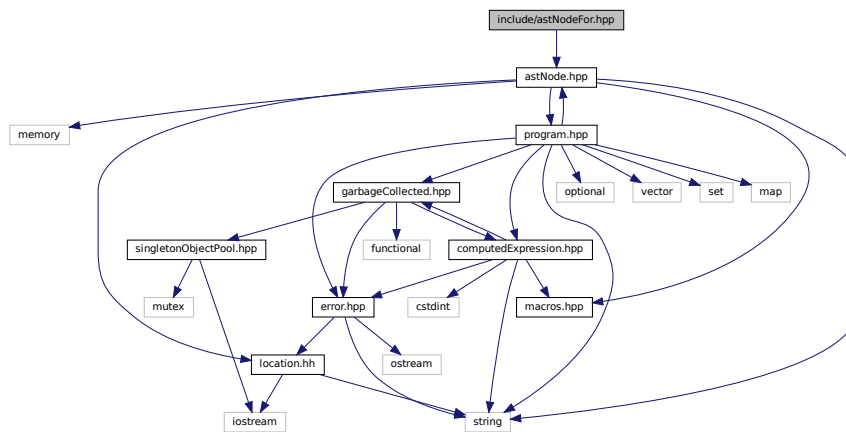 include/astNodeFor.hpp
astNode.hpp
memory
program.hpp
garbageCollected.hpp
optional
vector
set
map
singletonObjectPool.hpp
functional
computedExpression.hpp
mutex
error.hpp
cstdint
macros.hpp
location.hh
ostream
iostream
string